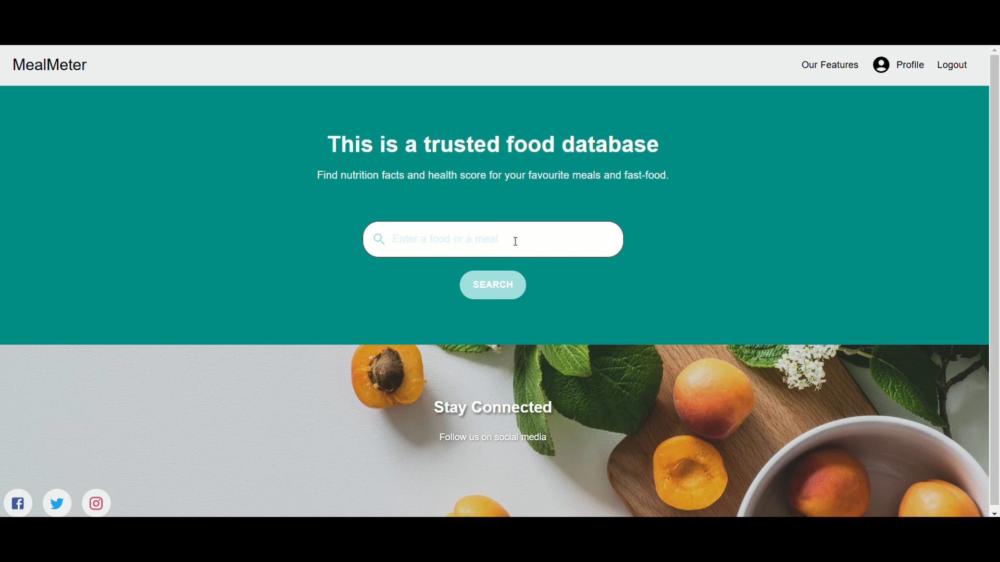 MealMeter
Our Features
Profile
Logout
This is a trusted food database
Find nutrition facts and health score for your favourite meals and fast-food.
Enter a food or a meal
SEARCH
Stay Connected
Follow us on social media